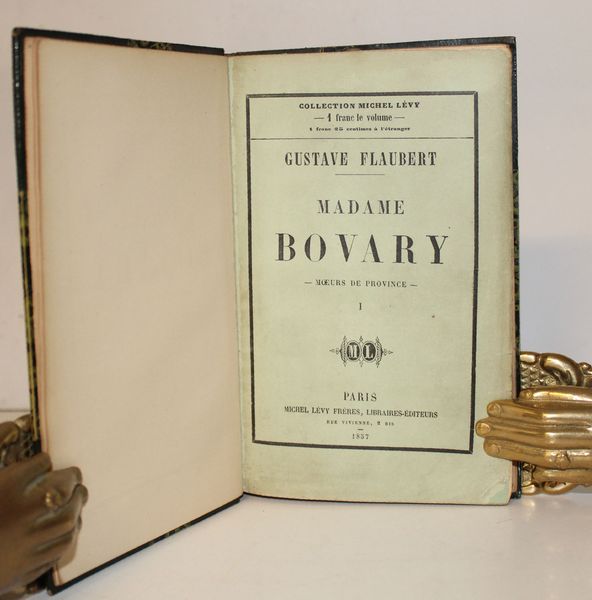 COLLECTION MICHEL LÉVY
— 1 franc le volume —
1 franc 25 centimes à l'étranger
GUSTAVE FLAUBERT
MADAME
BOVARY
— MŒURS DE PROVINCE —
I
ML
PARIS
MICHEL LÉVY FRÈRES, LIBRAIRES-ÉDITEURS
RUE VIVIENNE, 2 BIS
—
1857